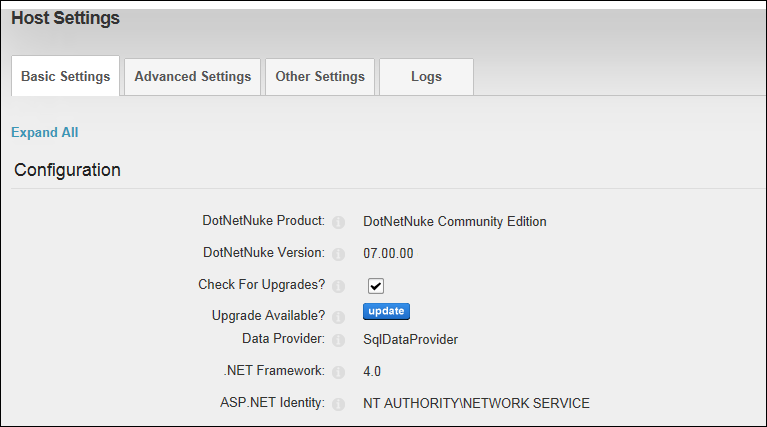 Host Settings
Basic Settings Advanced Settings Other Settings Logs
Expand All
Configuration
DotNetNuke Product: DotNetNuke Community Edition
DotNetNuke Version: 07.00.00
Check For Upgrades?
Upgrade Available? update
Data Provider: SqlDataProvider
.NET Framework: 4.0
ASP.NET Identity: NT AUTHORITY\NETWORK SERVICE